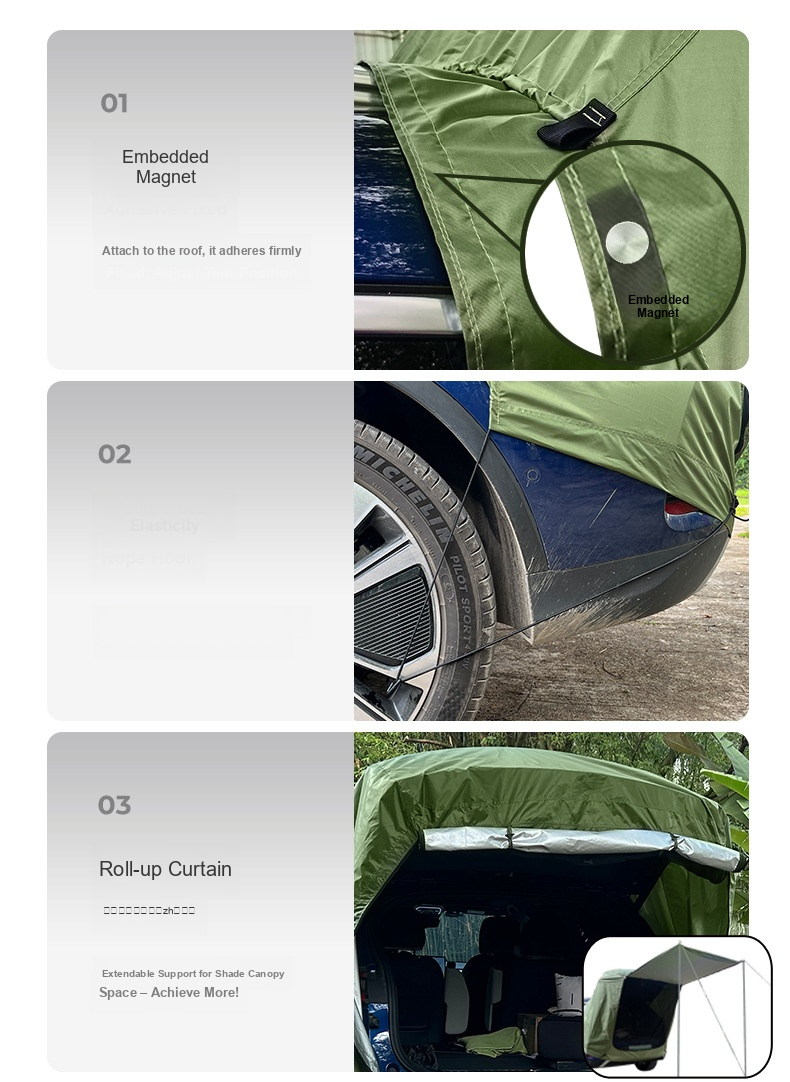 01
Embedded
Magnet
Attach to the roof, it adheres firmly
Embedded
Magnet
02
Elasticity
MICHELIN
PILOT SPORT
03
Roll-up Curtain
□□□□□□□□zh□□□
Extendable Support for Shade Canopy
Space – Achieve More!